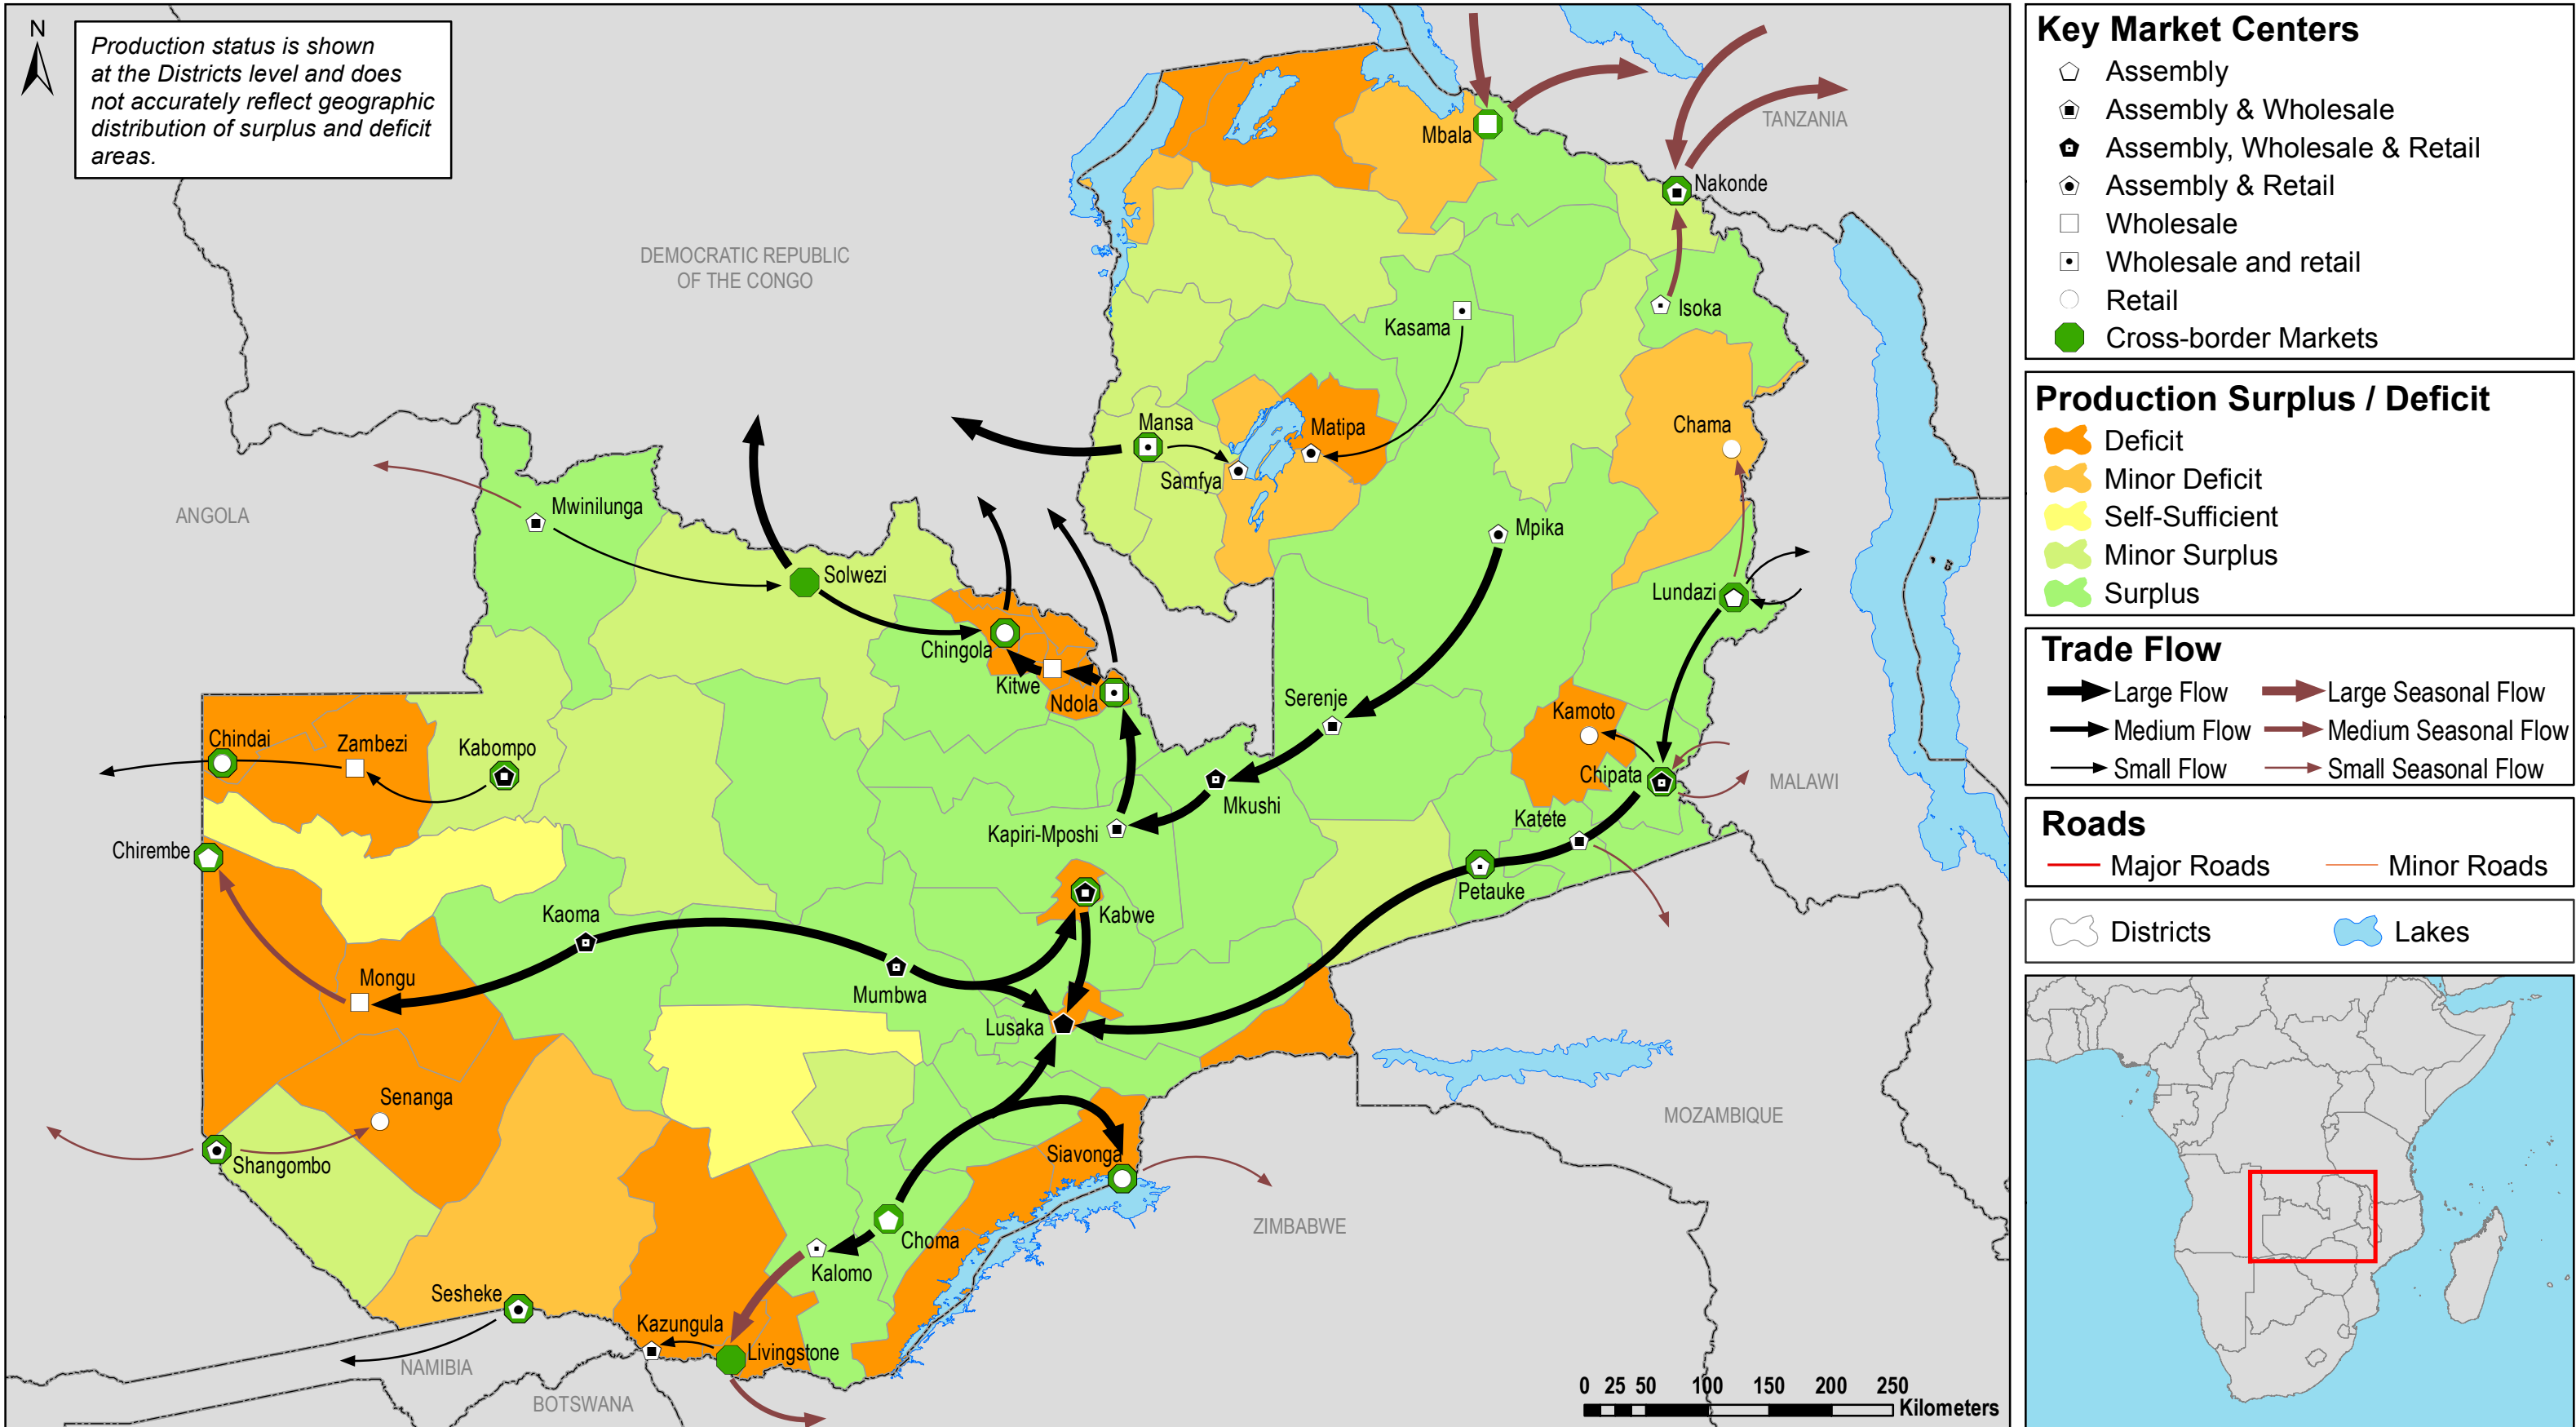 N
Production status is shown
at the Districts level and does
not accurately reflect geographic
distribution of surplus and deficit
areas.
DEMOCRATIC REPUBLIC
OF THE CONGO
TANZANIA
ANGOLA
MALAWI
MOZAMBIQUE
ZIMBABWE
NAMIBIA
BOTSWANA
Mbala
Nakonde
Isoka
Kasama
Mansa
Matipa
Samfya
Chama
Mwinilunga
Mpika
Solwezi
Lundazi
Chingola
Kitwe
Ndola
Serenje
Kamoto
Chindai
Zambezi
Kabompo
Chipata
Mkushi
Kapiri-Mposhi
Katete
Chirembe
Petauke
Kabwe
Kaoma
Mongu
Mumbwa
Lusaka
Senanga
Shangombo
Siavonga
Choma
Kalomo
Sesheke
Kazungula
Livingstone
0 25 50 100 150 200 250
Kilometers
Key Market Centers
Assembly
Assembly & Wholesale
Assembly, Wholesale & Retail
Assembly & Retail
Wholesale
Wholesale and retail
Retail
Cross-border Markets
Production Surplus / Deficit
Deficit
Minor Deficit
Self-Sufficient
Minor Surplus
Surplus
Trade Flow
Large Flow Large Seasonal Flow
Medium Flow Medium Seasonal Flow
Small Flow Small Seasonal Flow
Roads
Major Roads Minor Roads
Districts Lakes